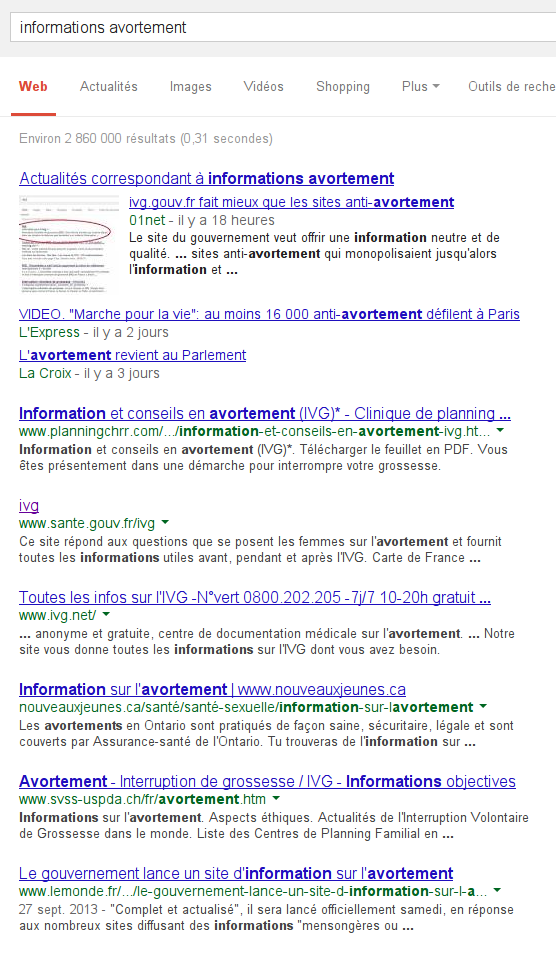 informations avortement
Web Actualités Images Vidéos Shopping Plus Outils de reche
Environ 2 860 000 résultats (0,31 secondes)
Actualités correspondant à informations avortement
ivg.gouv.fr fait mieux que les sites anti-avortement
01net - il y a 18 heures
Le site du gouvernement veut offrir une information neutre et de
qualité. ... sites anti-avortement qui monopolisaient jusqu'alors
l'information et ...
VIDEO. "Marche pour la vie": au moins 16 000 anti-avortement défilent à Paris
L'Express - il y a 2 jours
L'avortement revient au Parlement
La Croix - il y a 3 jours
Information et conseils en avortement (IVG)* - Clinique de planning ...
www.planningchrr.com/.../information-et-conseils-en-avortement-ivg.ht...
Information et conseils en avortement (IVG)*. Télécharger le feuillet en PDF. Vous
êtes présentement dans une démarche pour interrompre votre grossesse.
ivg
www.sante.gouv.fr/ivg
Ce site répond aux questions que se posent les femmes sur l'avortement et fournit
toutes les informations utiles avant, pendant et après l'IVG. Carte de France ...
Toutes les infos sur l'IVG -N°vert 0800.202.205 -7j/7 10-20h gratuit ...
www.ivg.net/
... anonyme et gratuite, centre de documentation médicale sur l'avortement. ... Notre
site vous donne toutes les informations sur l'IVG dont vous avez besoin.
Information sur l'avortement | www.nouveauxjeunes.ca
nouveauxjeunes.ca/santé/santé-sexuelle/information-sur-lavortement
Les avortements en Ontario sont pratiqués de façon saine, sécuritaire, légale et sont
couverts par Assurance-santé de l'Ontario. Tu trouveras de l'information sur ...
Avortement - Interruption de grossesse / IVG - Informations objectives
www.svss-uspda.ch/fr/avortement.htm
Informations sur l'avortement. Aspects éthiques. Actualités de l'Interruption Volontaire
de Grossesse dans le monde. Liste des Centres de Planning Familial en ...
Le gouvernement lance un site d'information sur l'avortement
www.lemonde.fr/.../le-gouvernement-lance-un-site-d-information-sur-l-a...
27 sept. 2013 - "Complet et actualisé", il sera lancé officiellement samedi, en réponse
aux nombreux sites diffusant des informations "mensongères ou ...